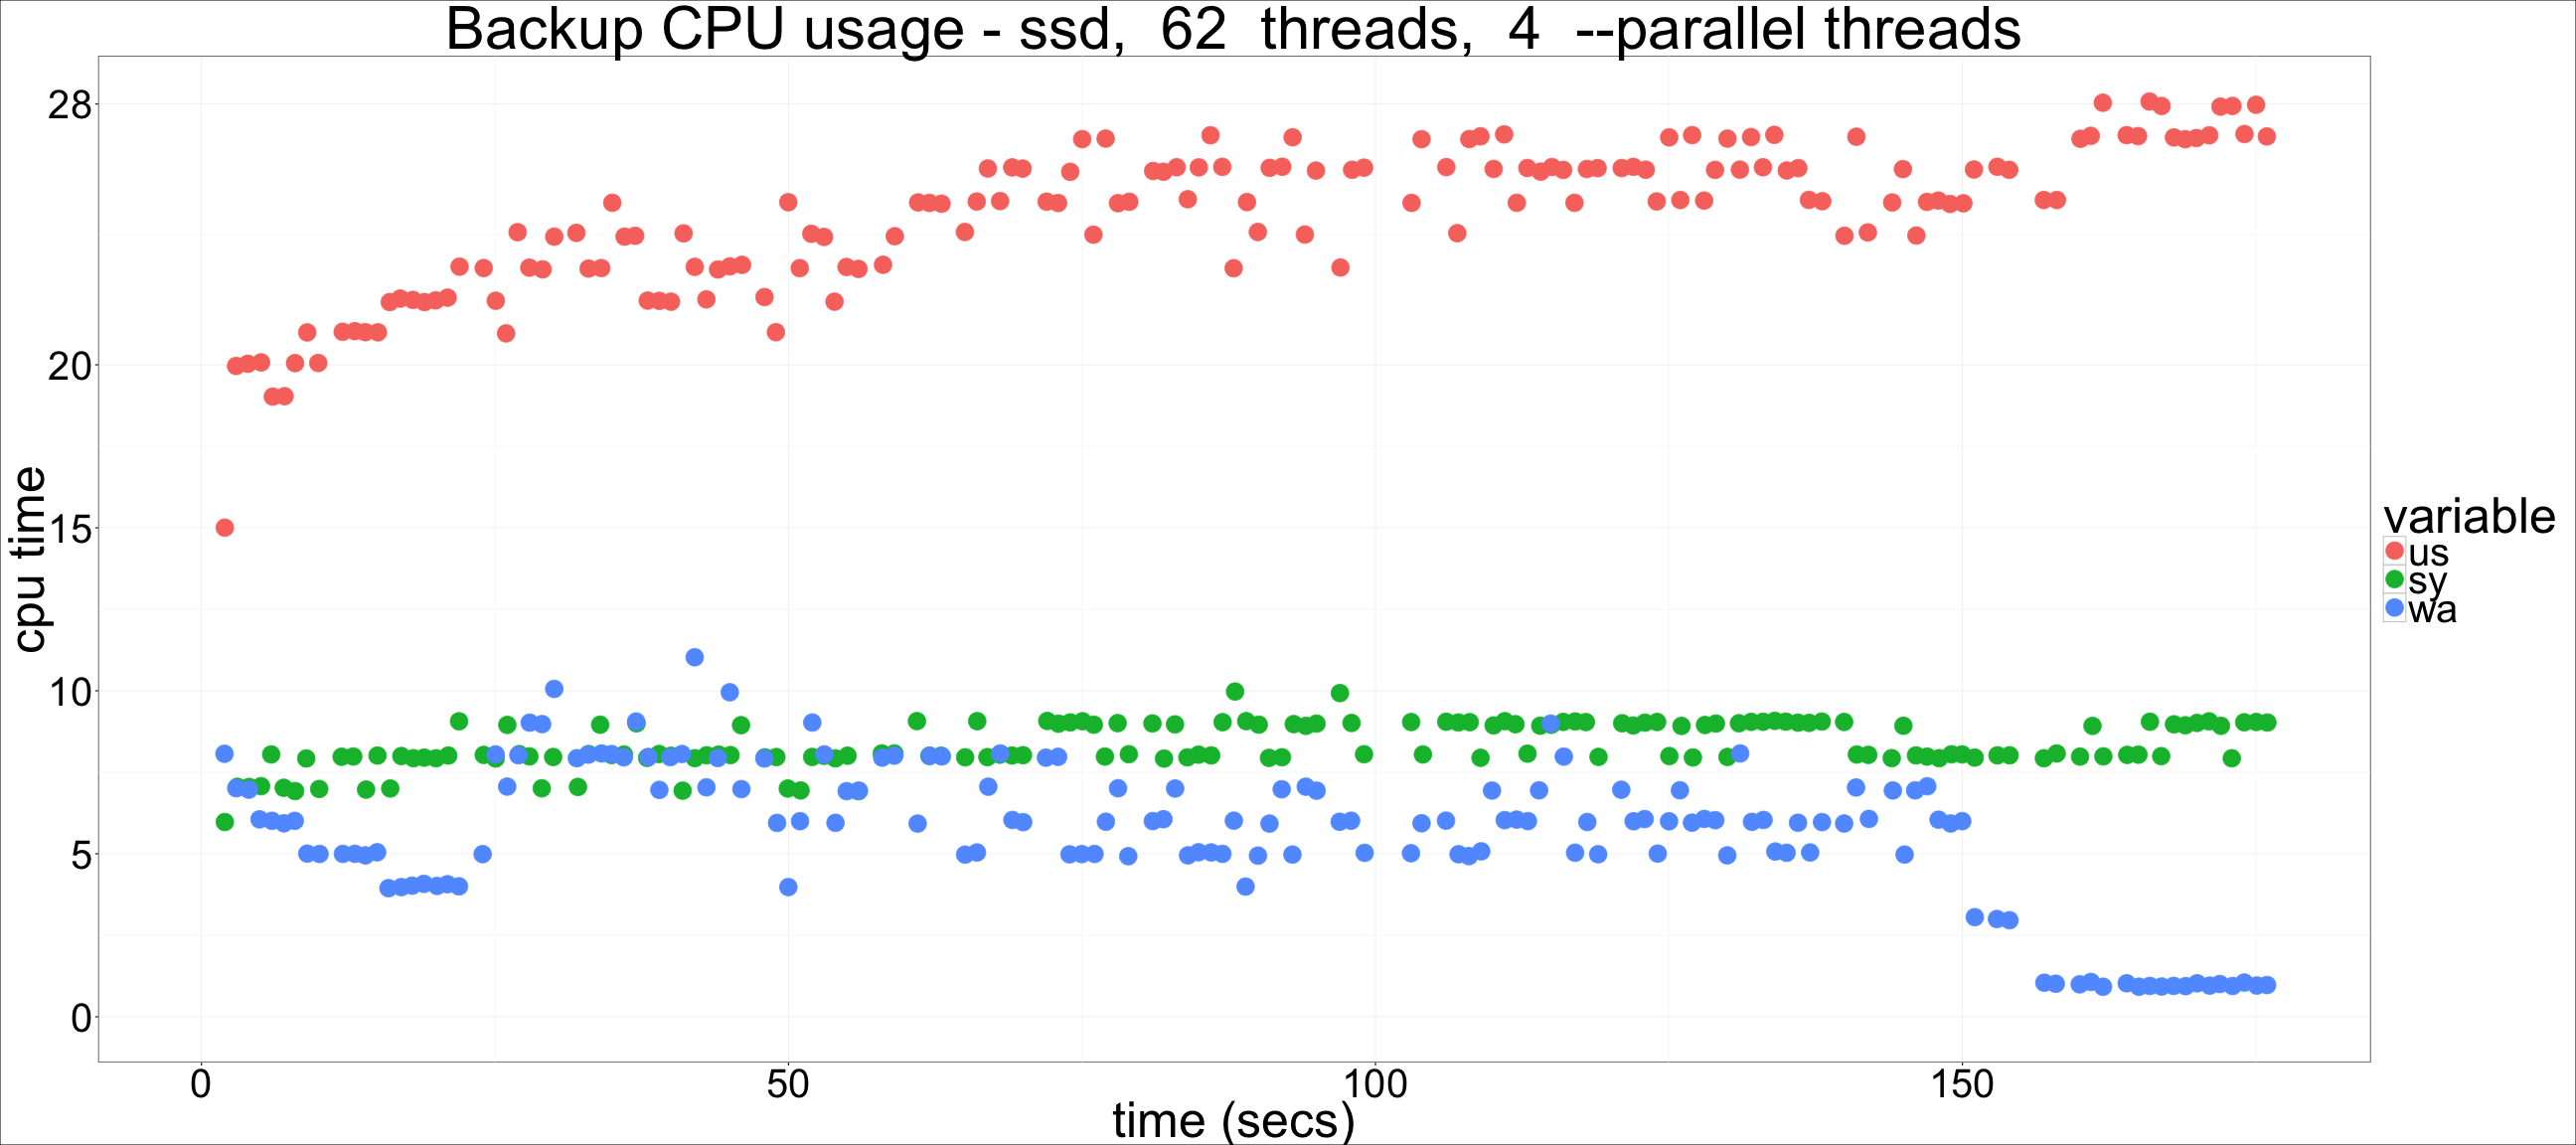 Backup CPU usage - ssd,  62  threads,  4  --parallel threads
28
20
15
10
5
0
cpu time
0 50 100 150
time (secs)
variable
us
sy
wa